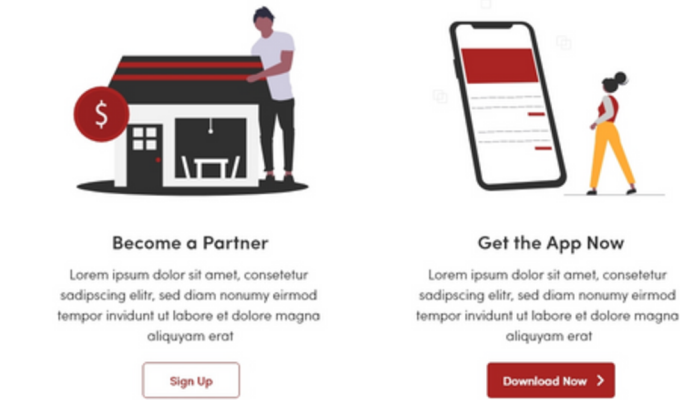 $
Become a Partner
Lorem ipsum dolor sit amet, consetetur
sadipscing elitr, sed diam nonumy eirmod
tempor invidunt ut labore et dolore magna
aliquyam erat
Sign Up
Get the App Now
Lorem ipsum dolor sit amet, consetetur
sadipscing elitr, sed diam nonumy eirmod
tempor invidunt ut labore et dolore magna
aliquyam erat
Download Now